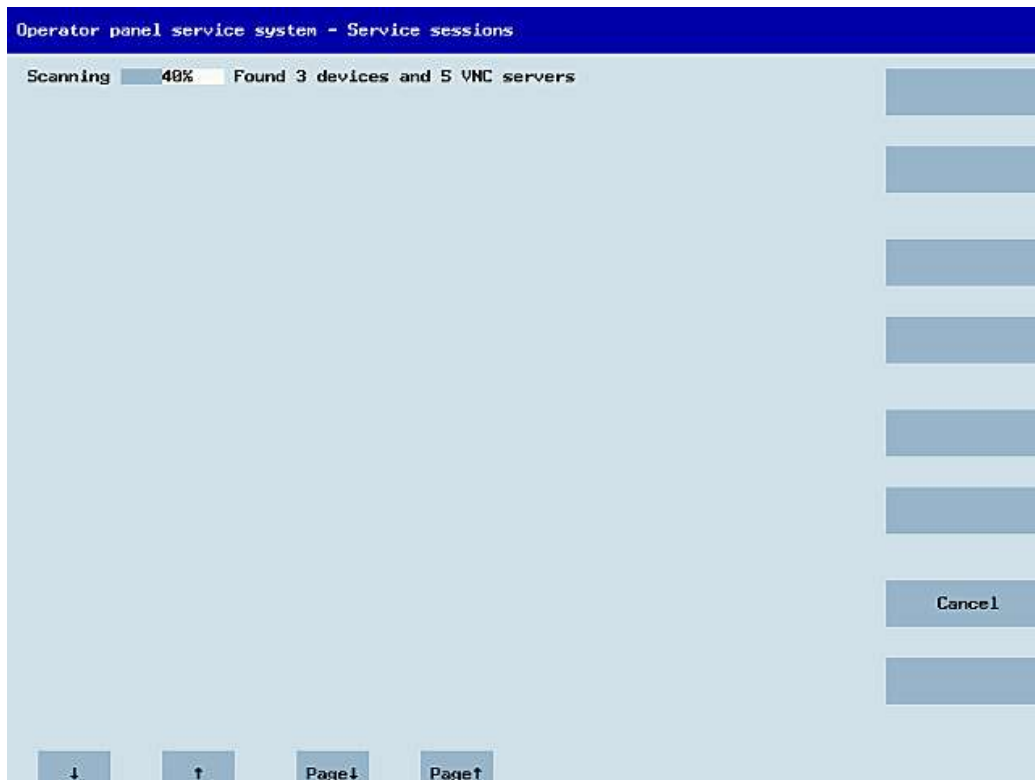 Operator panel service system - Service sessions
Scanning 40% Found 3 devices and 5 VNC servers
Cancel
↓ ↑ Page↓ Page↑